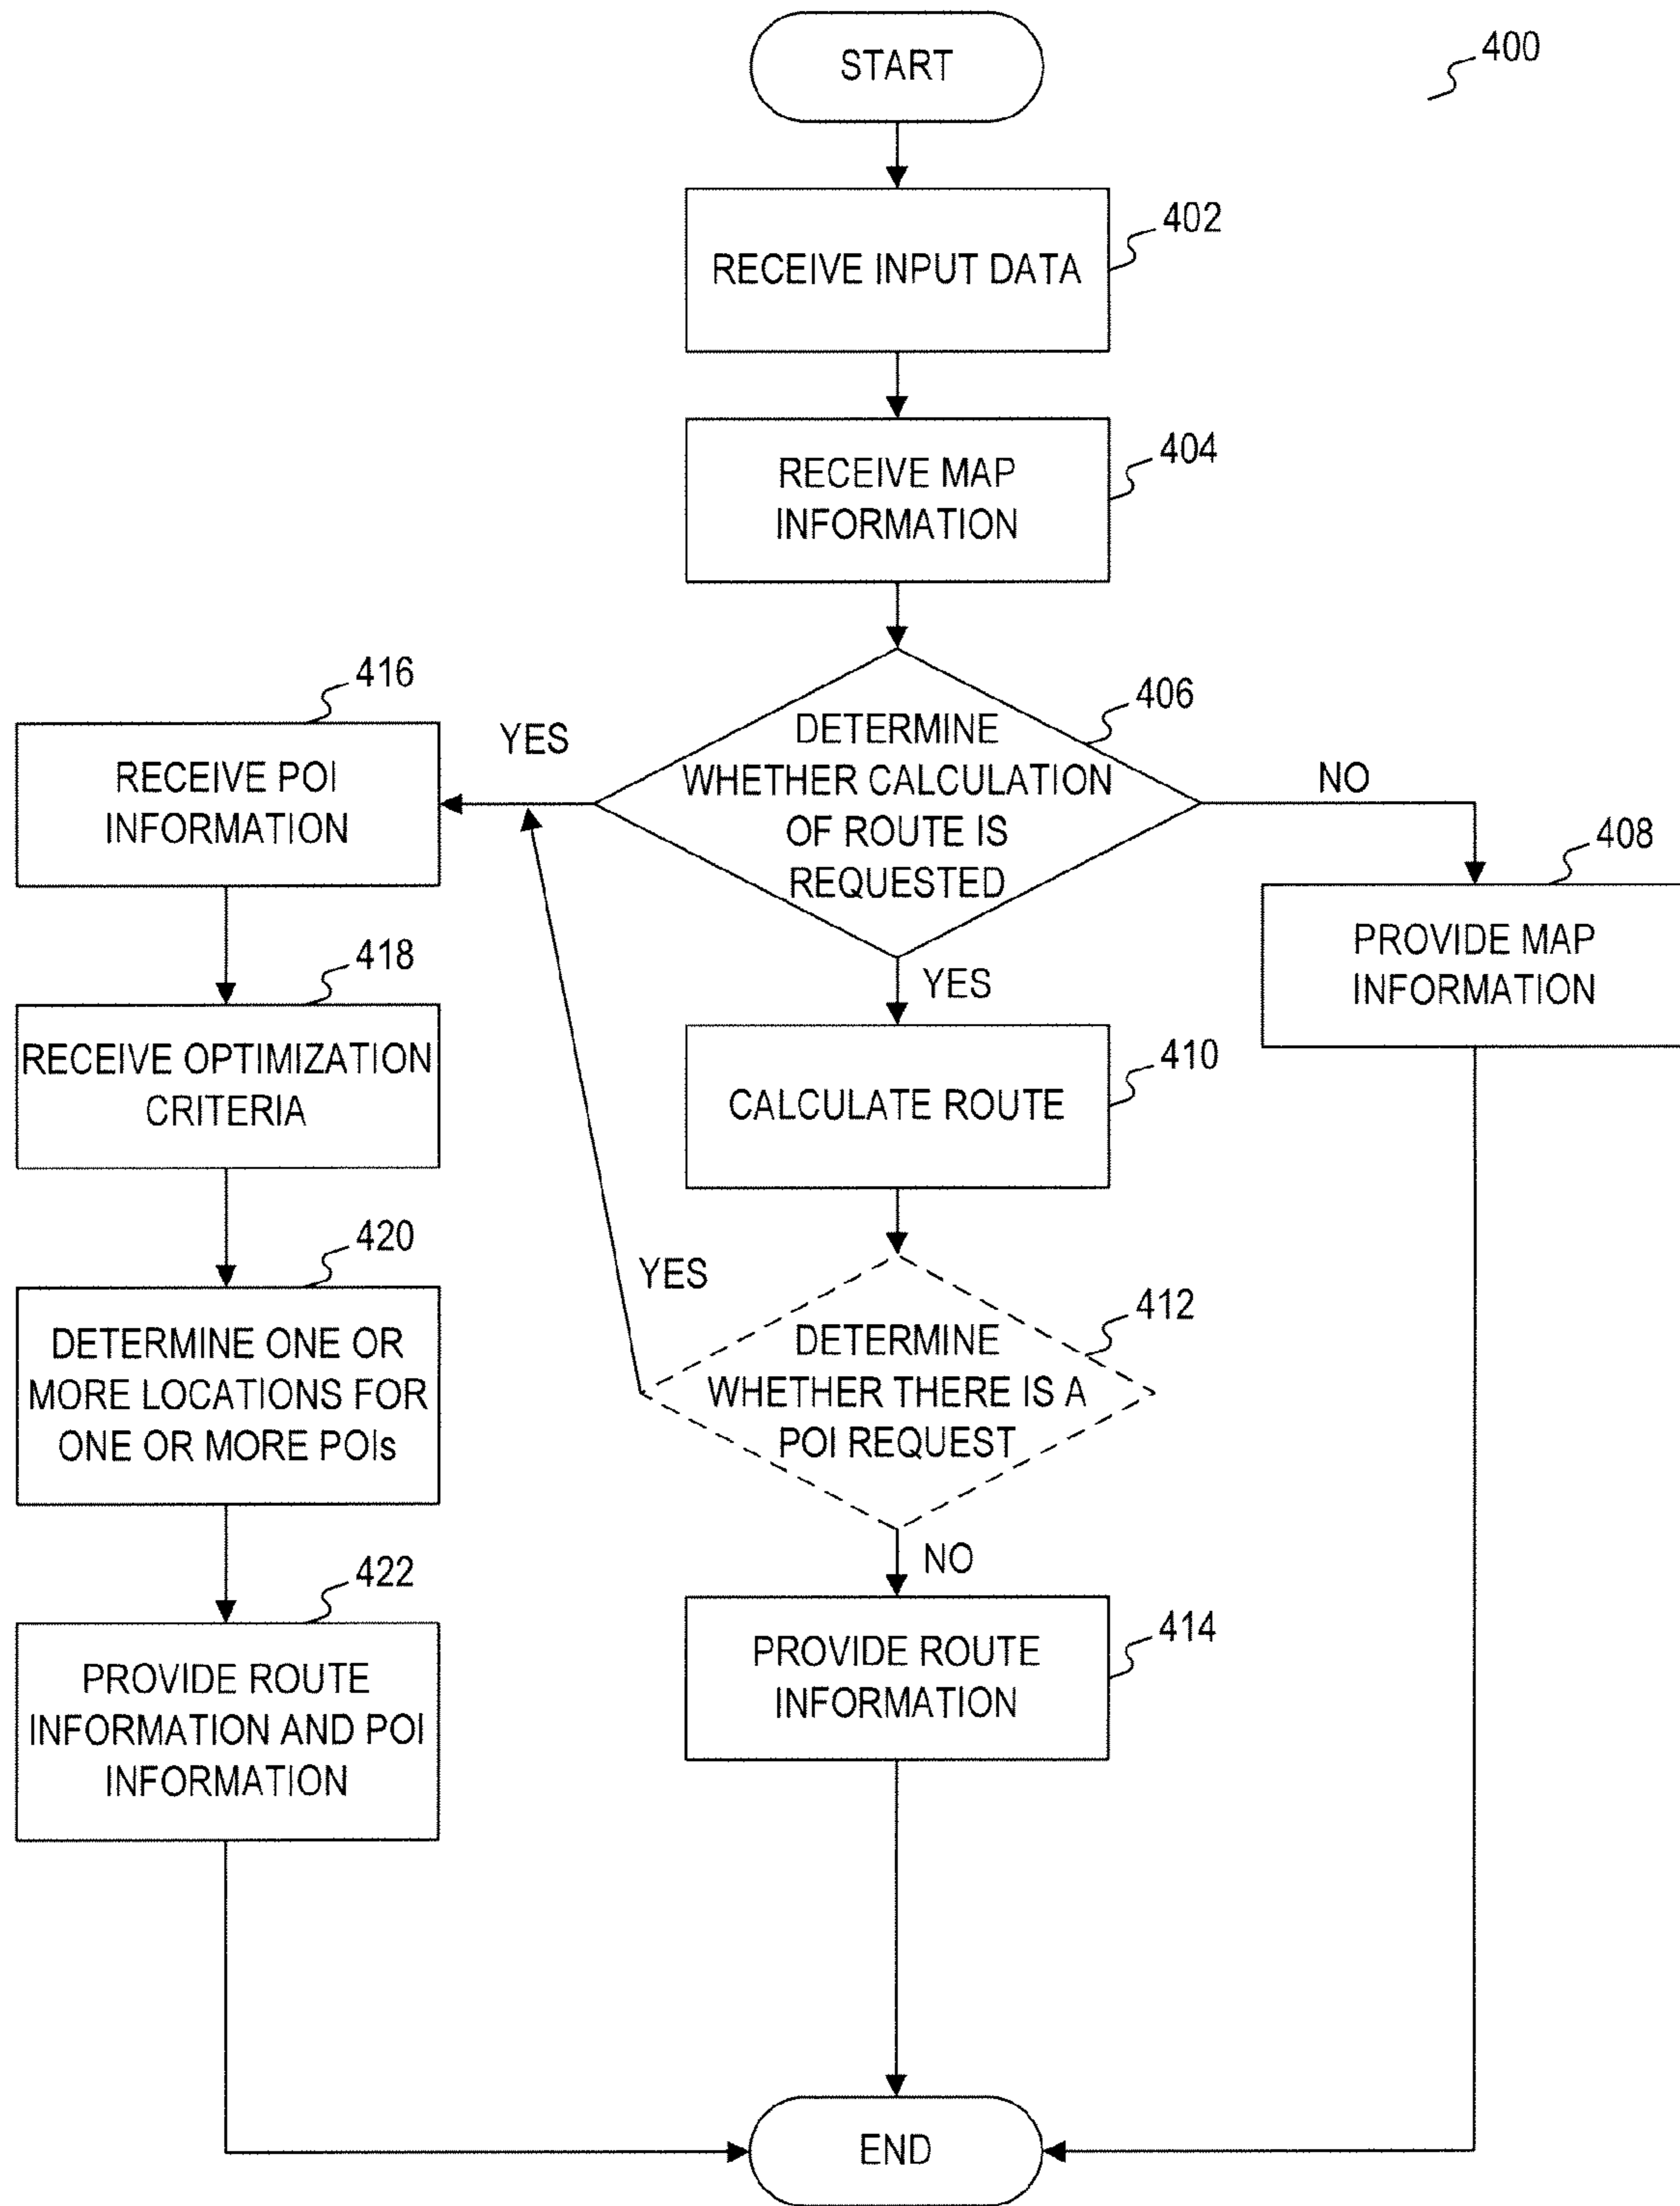 START
400
402
RECEIVE INPUT DATA
404
RECEIVE MAP
INFORMATION
406
DETERMINE
WHETHER CALCULATION
OF ROUTE IS
REQUESTED
YES
NO
YES
416
RECEIVE POI
INFORMATION
408
PROVIDE MAP
INFORMATION
418
RECEIVE OPTIMIZATION
CRITERIA
410
CALCULATE ROUTE
420
DETERMINE ONE OR
MORE LOCATIONS FOR
ONE OR MORE POIs
YES
412
DETERMINE
WHETHER THERE IS A
POI REQUEST
NO
422
PROVIDE ROUTE
INFORMATION AND POI
INFORMATION
414
PROVIDE ROUTE
INFORMATION
END